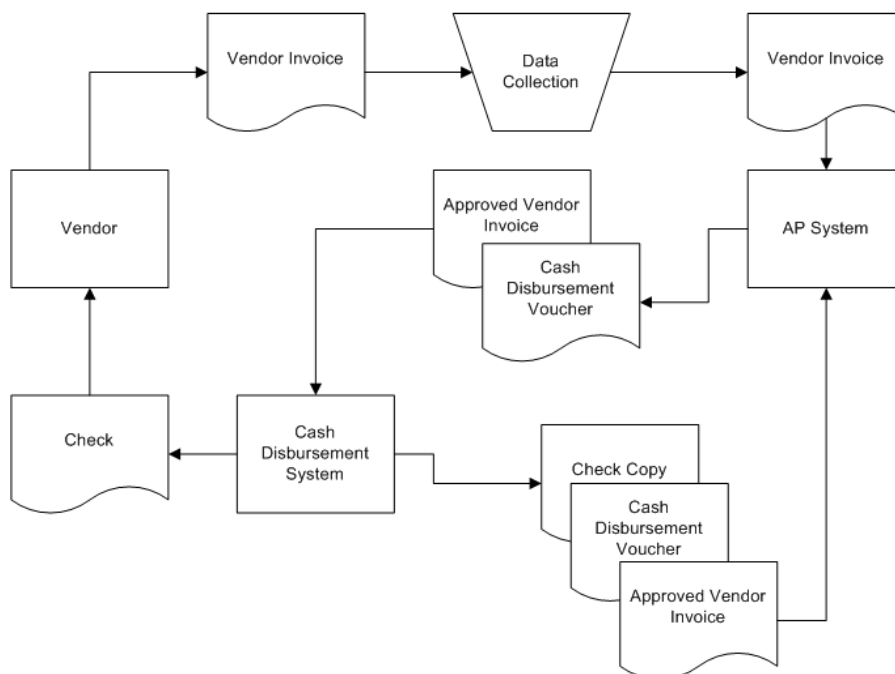 Vendor Invoice
Data
Collection
Vendor Invoice
Vendor
Approved Vendor
Invoice
Cash
Disbursement
Voucher
AP System
Check
Cash
Disbursement
System
Check Copy
Cash
Disbursement
Voucher
Approved Vendor
Invoice